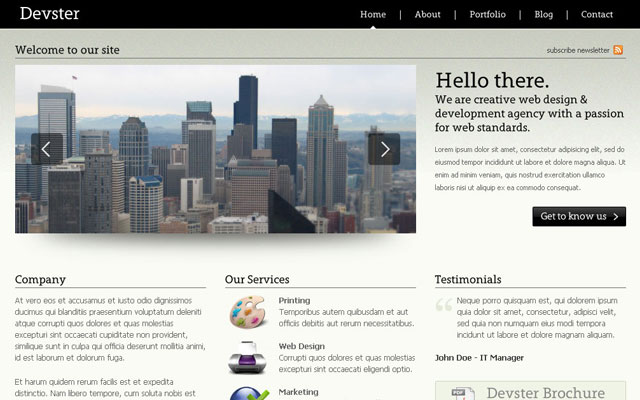 Devster
Home | About | Portfolio | Blog | Contact
Welcome to our site
subscribe newsletter
Hello there.
We are creative web design &
development agency with a passion
for web standards.
Lorem ipsum dolor sit amet, consectetur adipisicing elit, sed do
eiusmod tempor incididunt ut labore et dolore magna aliqua. Ut
enim ad minim veniam, quis nostrud exercitation ullamco
laboris nisi ut aliquip ex ea commodo consequat.
Get to know us
Company
At vero eos et accusamus et iusto odio dignissimos
ducimus qui blanditiis praesentium voluptatum deleniti
atque corrupti quos dolores et quas molestias
excepturi sint occaecati cupiditate non provident,
similique sunt in culpa qui officia deserunt mollitia animi,
id est laborum et dolorum fuga.
Et harum quidem rerum facilis est et expedita
distinctio. Nam libero tempore, cum soluta nobis est
Our Services
Printing
Temporibus autem quibusdam et aut
officiis debitis aut rerum necessitatibus.
Web Design
Corrupti quos dolores et quas molestias
excepturi sint occaecati eligendi optio.
Marketing
Testimonials
Neque porro quisquam est, qui dolorem ipsum
quia dolor sit amet, consectetur, adipisci velit,
sed quia non numquam eius modi tempora
incidunt ut labore et dolore magnam aliquam.
John Doe - IT Manager
PDF
Devster Brochure